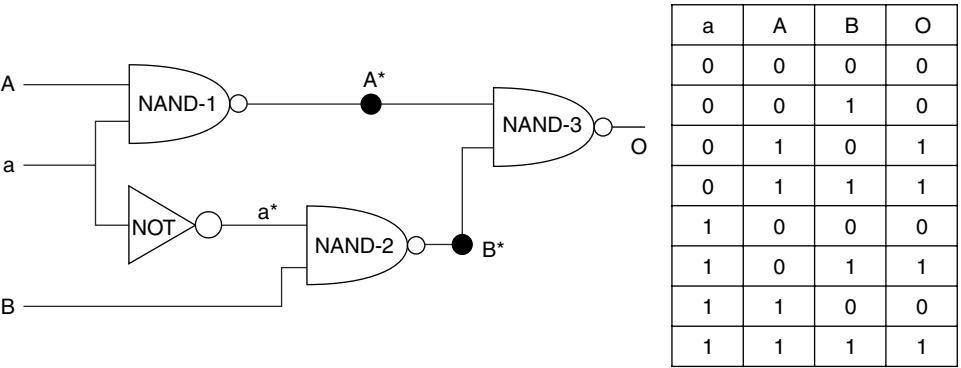 A
a
B
NAND-1
NOT
a*
NAND-2
A*
B*
NAND-3
O
a A B O
0 0 0 0
0 0 1 0
0 1 0 1
0 1 1 1
1 0 0 0
1 0 1 1
1 1 0 0
1 1 1 1